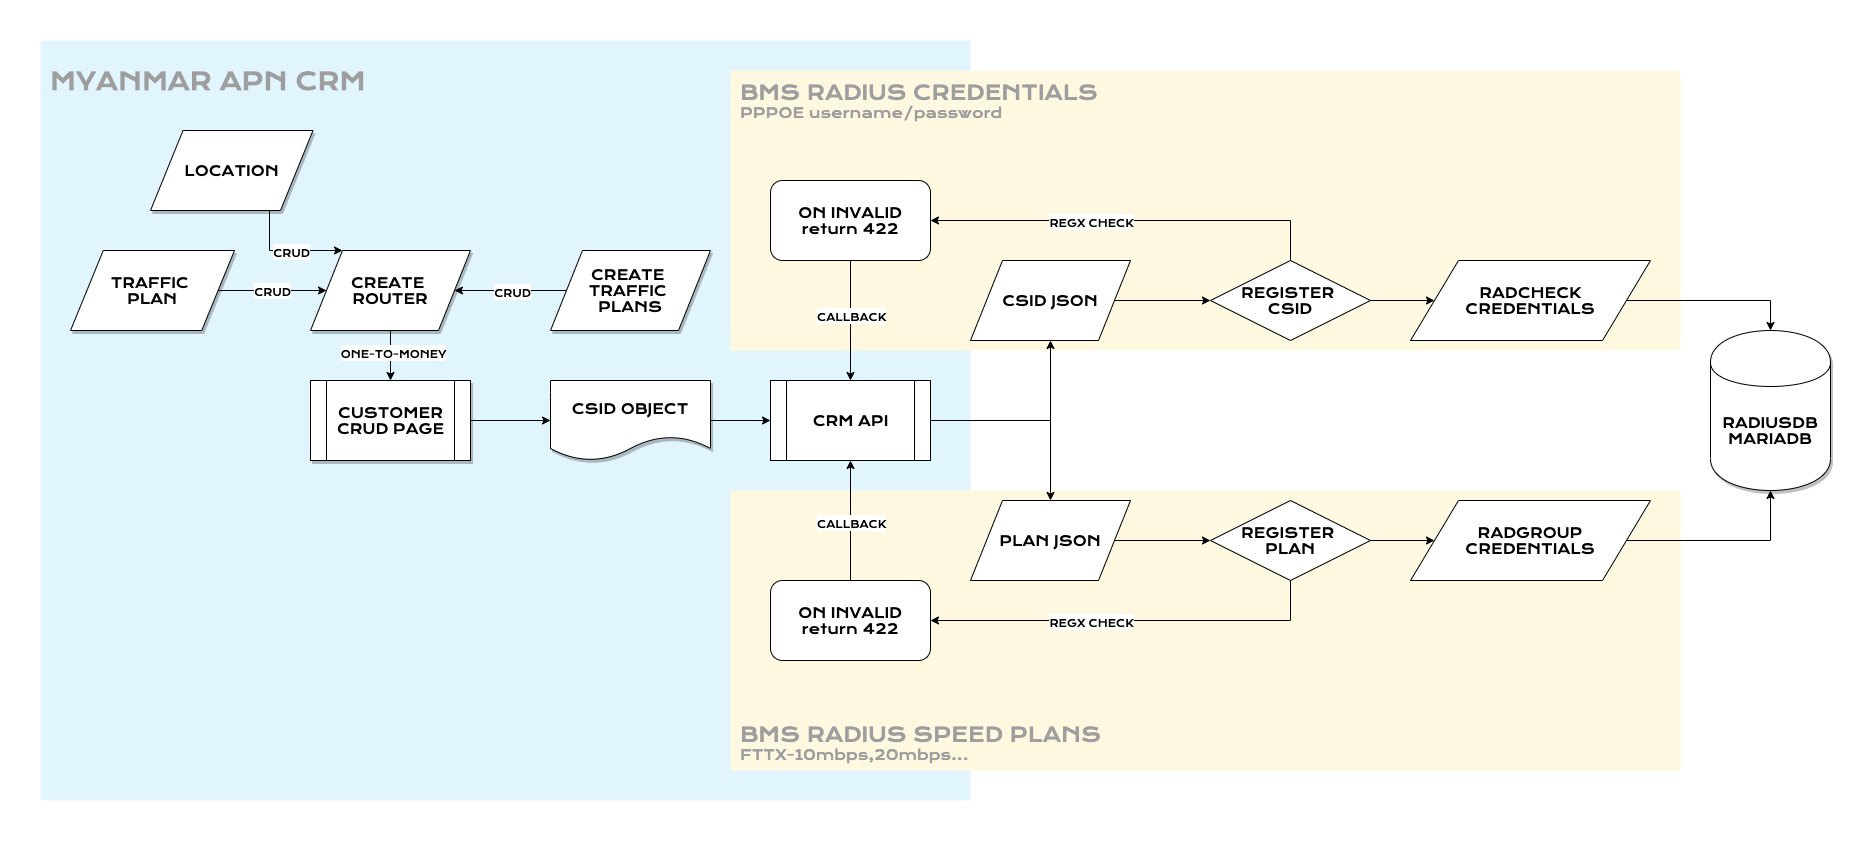 MYANMAR APN CRM
BMS RADIUS CREDENTIALS
PPPOE username/password
LOCATION
ON INVALID
return 422
REGX CHECK
CRUD
TRAFFIC
PLAN
CRUD
CREATE
ROUTER
CRUD
CREATE
TRAFFIC
PLANS
CALLBACK
CSID JSON
REGISTER
CSID
RADCHECK
CREDENTIALS
ONE-TO-MONEY
CUSTOMER
CRUD PAGE
CSID OBJECT
CRM API
RADIUSDB
MARIADB
CALLBACK
PLAN JSON
REGISTER
PLAN
RADGROUP
CREDENTIALS
ON INVALID
return 422
REGX CHECK
BMS RADIUS SPEED PLANS
FTTX-10mbps,20mbps...